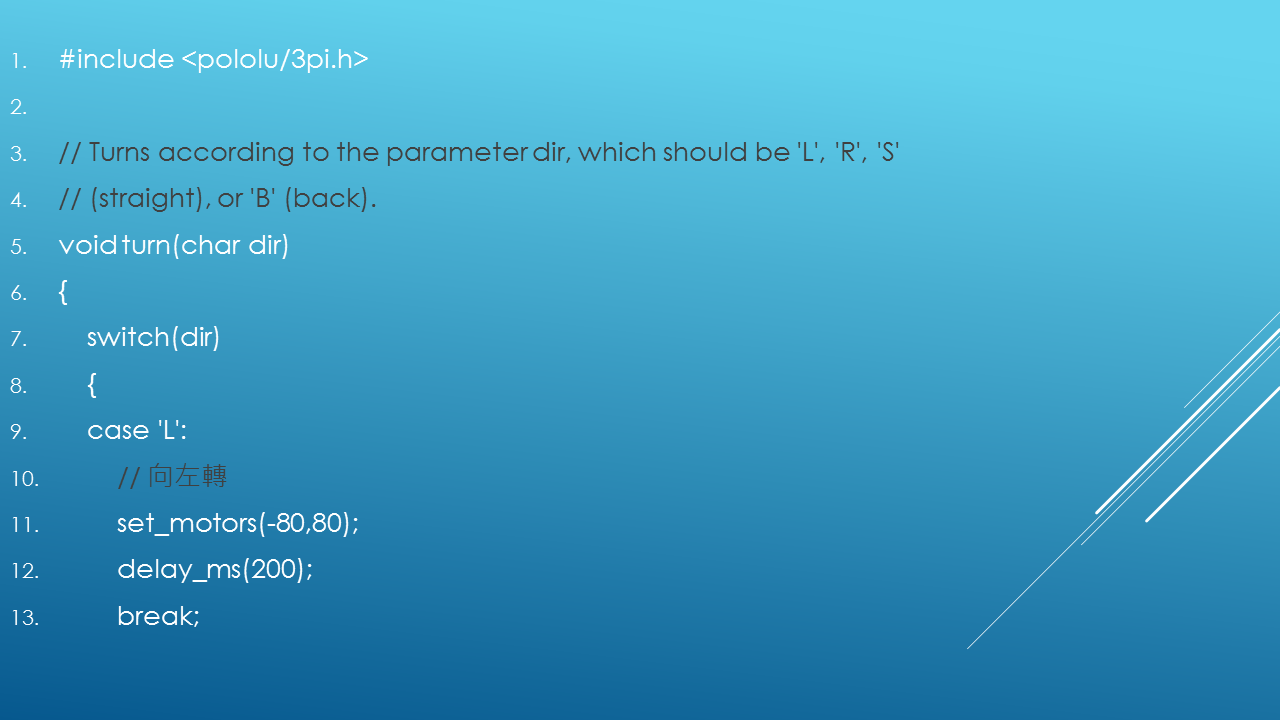 1. #include <pololu/3pi.h>
2.
3. // Turns according to the parameter dir, which should be 'L', 'R', 'S'
4. // (straight), or 'B' (back).
5. void turn(char dir)
6. {
7. switch(dir)
8. {
9. case 'L':
10. // 向左轉
11. set_motors(-80,80);
12. delay_ms(200);
13. break;